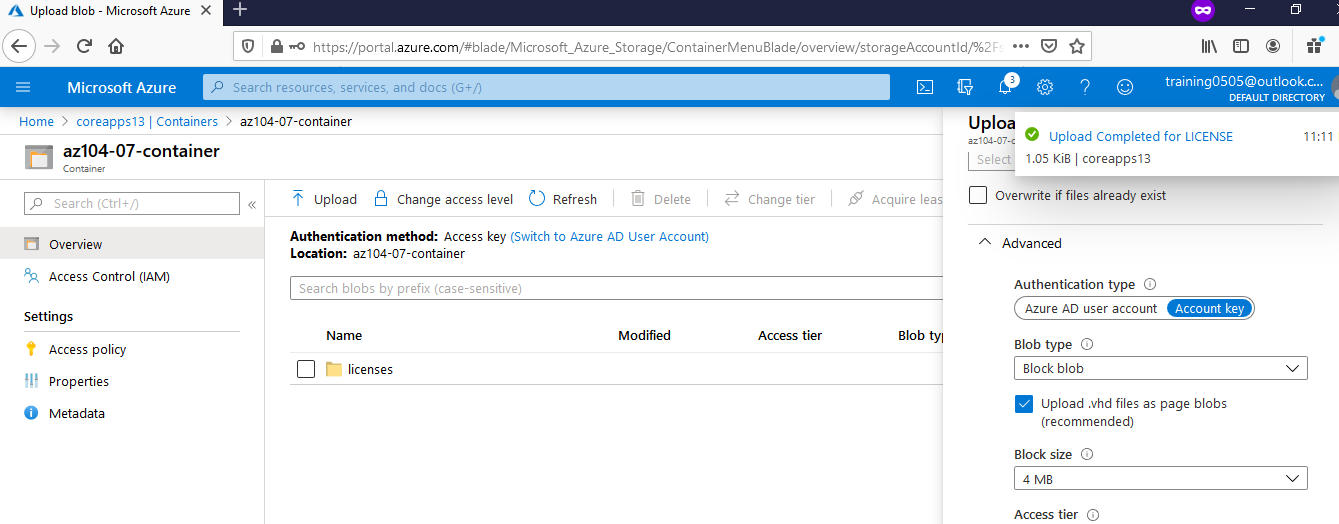 Upload blob - Microsoft Azure
https://portal.azure.com/#blade/Microsoft_Azure_Storage/ContainerMenuBlade/overview/storageAccountId/%2Fs
Microsoft Azure
Search resources, services, and docs (G+/)
3
training0505@outlook.c...
DEFAULT DIRECTORY
Home > coreapps13 | Containers > az104-07-container
az104-07-container
Container
Search (Ctrl+/)
Overview
Access Control (IAM)
Settings
Access policy
Properties
Metadata
Upload Change access level Refresh Delete Change tier Acquire leas
Authentication method: Access key (Switch to Azure AD User Account)
Location: az104-07-container
Search blobs by prefix (case-sensitive)
Name Modified Access tier Blob ty
licenses
Uploa
az104-07-c
Select
Upload Completed for LICENSE 11:11
1.05 KiB | coreapps13
Overwrite if files already exist
Advanced
Authentication type
Azure AD user account Account key
Blob type
Block blob
Upload .vhd files as page blobs
(recommended)
Block size
4 MB
Access tier